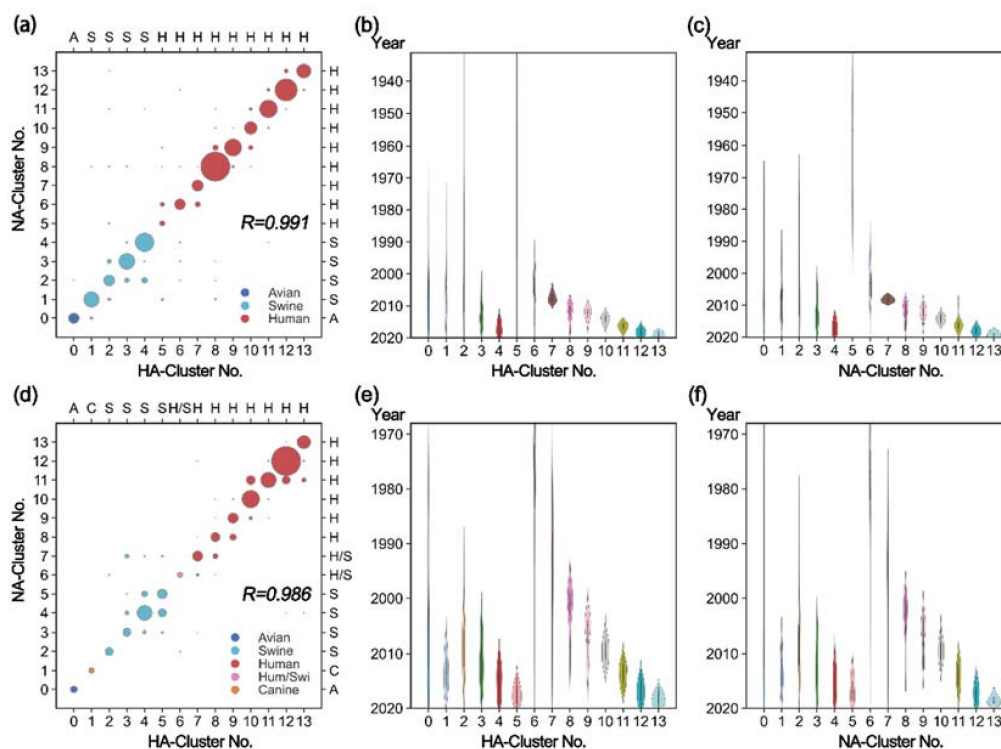 (a)
A S S S S H H H H H H H H H
NA-Cluster No.
13
12
11
10
9
8
7
6
5
4
3
2
1
0
H
H
H
H
H
H
H
H
H
S
S
S
S
A
R=0.991
Avian
Swine
Human
0 1 2 3 4 5 6 7 8 9 10 11 12 13
HA-Cluster No.
(b)
Year
1940
1950
1960
1970
1980
1990
2000
2010
2020
0 1 2 3 4 5 6 7 8 9 10 11 12 13
HA-Cluster No.
(c)
Year
1940
1950
1960
1970
1980
1990
2000
2010
2020
0 1 2 3 4 5 6 7 8 9 10 11 12 13
NA-Cluster No.
(d)
A C S S S S H/S H H H H H H H
NA-Cluster No.
13
12
11
10
9
8
7
6
5
4
3
2
1
0
H
H
H
H
H
H
H/S
H/S
S
S
S
S
C
A
R=0.986
Avian
Swine
Human
Hum/Swi
Canine
0 1 2 3 4 5 6 7 8 9 10 11 12 13
HA-Cluster No.
(e)
Year
1970
1980
1990
2000
2010
2020
0 1 2 3 4 5 6 7 8 9 10 11 12 13
HA-Cluster No.
(f)
Year
1970
1980
1990
2000
2010
2020
0 1 2 3 4 5 6 7 8 9 10 11 12 13
NA-Cluster No.